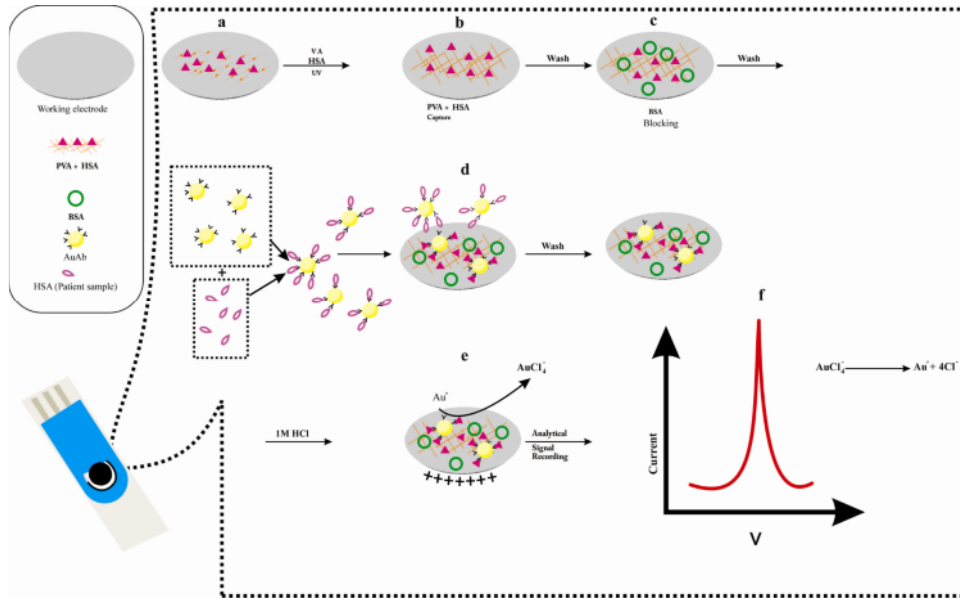 a
b
c
VA
HSA
UV
Wash
Wash
PVA + HSA
Capture
BSA
Blocking
Working electrode
PVA + HSA
BSA
AuAb
HSA (Patient sample)
+
d
Wash
e
f
1M HCl
Au⁺
AuCl₄⁻
Analytical
Signal
Recording
+++++++
Current
V
AuCl₄⁻
Au⁺ + 4Cl⁻